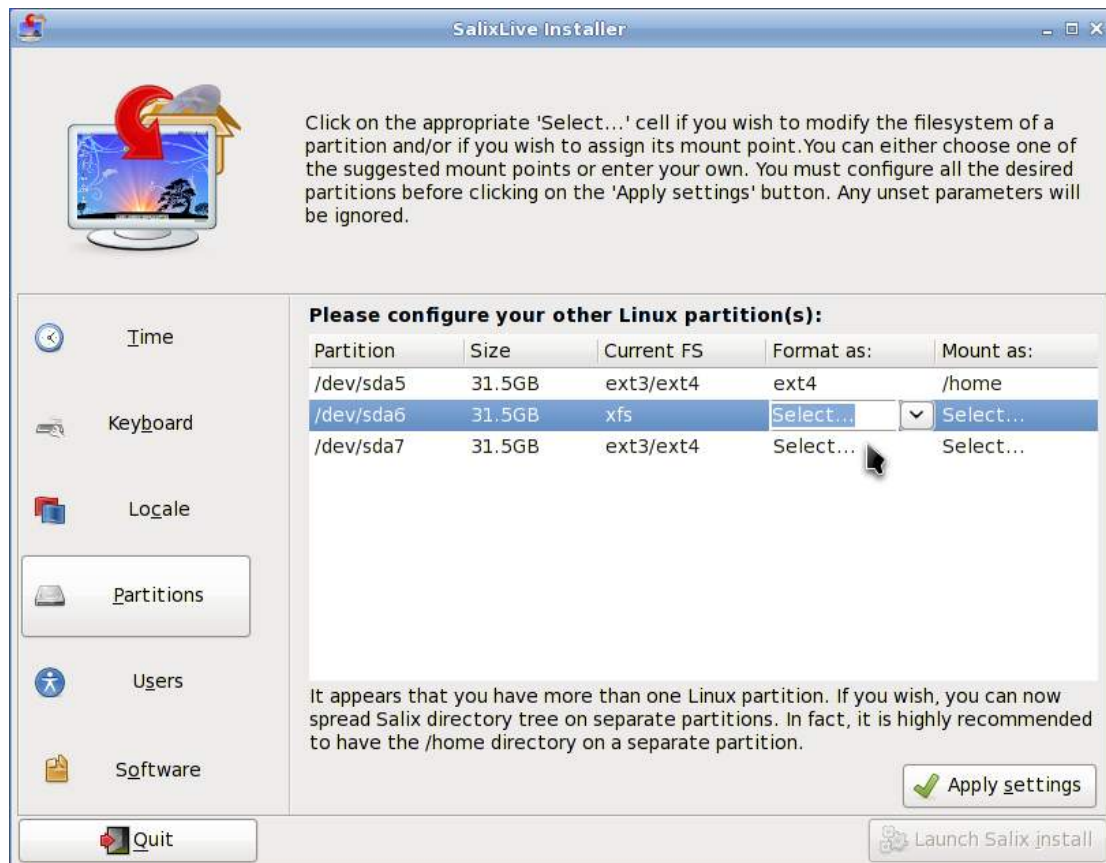 SalixLive Installer
Click on the appropriate 'Select...' cell if you wish to modify the filesystem of a
partition and/or if you wish to assign its mount point.You can either choose one of
the suggested mount points or enter your own. You must configure all the desired
partitions before clicking on the 'Apply settings' button. Any unset parameters will
be ignored.
Time
Keyboard
Locale
Partitions
Users
Software
Please configure your other Linux partition(s):
Partition Size Current FS Format as: Mount as:
/dev/sda5 31.5GB ext3/ext4 ext4 /home
/dev/sda6 31.5GB xfs Select... Select...
/dev/sda7 31.5GB ext3/ext4 Select... Select...
It appears that you have more than one Linux partition. If you wish, you can now
spread Salix directory tree on separate partitions. In fact, it is highly recommended
to have the /home directory on a separate partition.
Apply settings
Quit
Launch Salix install